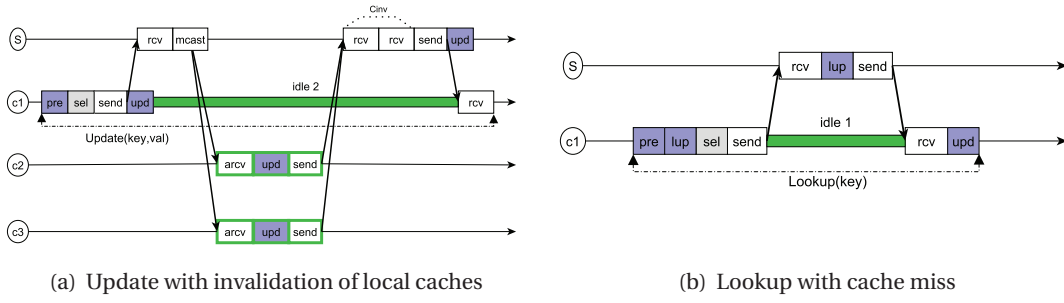 Cinv
S
rcv
mcast
rcv
rcv
send
upd
idle 2
c1
pre
sel
send
upd
rcv
Update(key,val)
c2
arcv
upd
send
c3
arcv
upd
send
(a) Update with invalidation of local caches
S
rcv
lup
send
idle 1
c1
pre
lup
sel
send
rcv
upd
Lookup(key)
(b) Lookup with cache miss